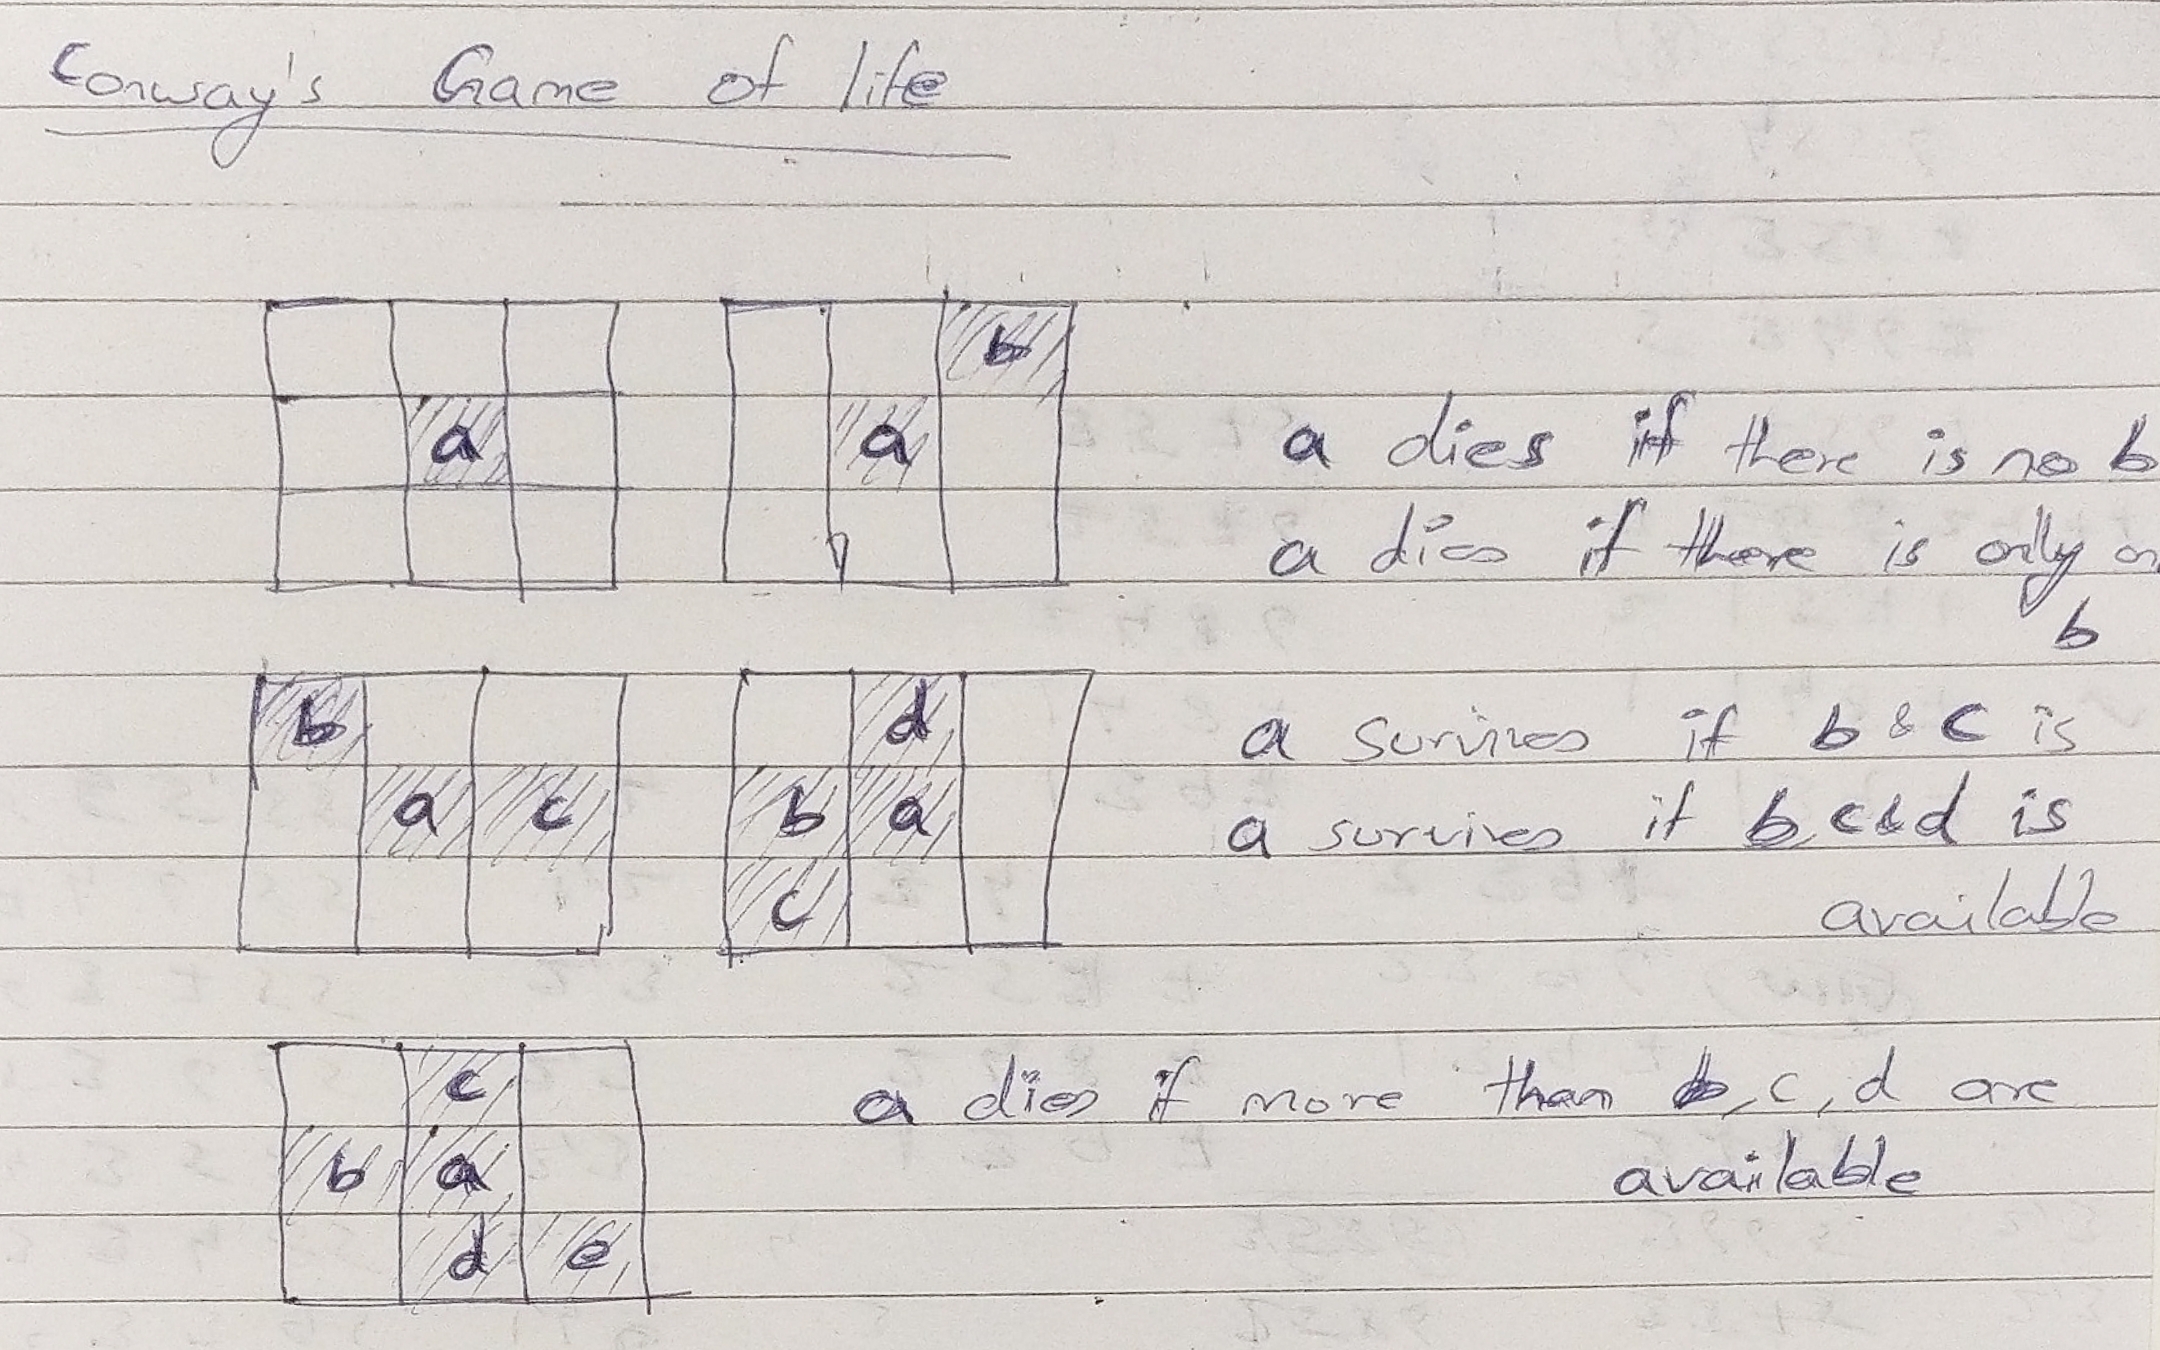 Conway's Game of life
a
b
a
a dies if there is no b
a dies if there is only
b
b
a c
d
b a
c
a survives if b & c is
a survives if b, c & d is
available
c
b a
d e
a dies if more than b, c, d are
available